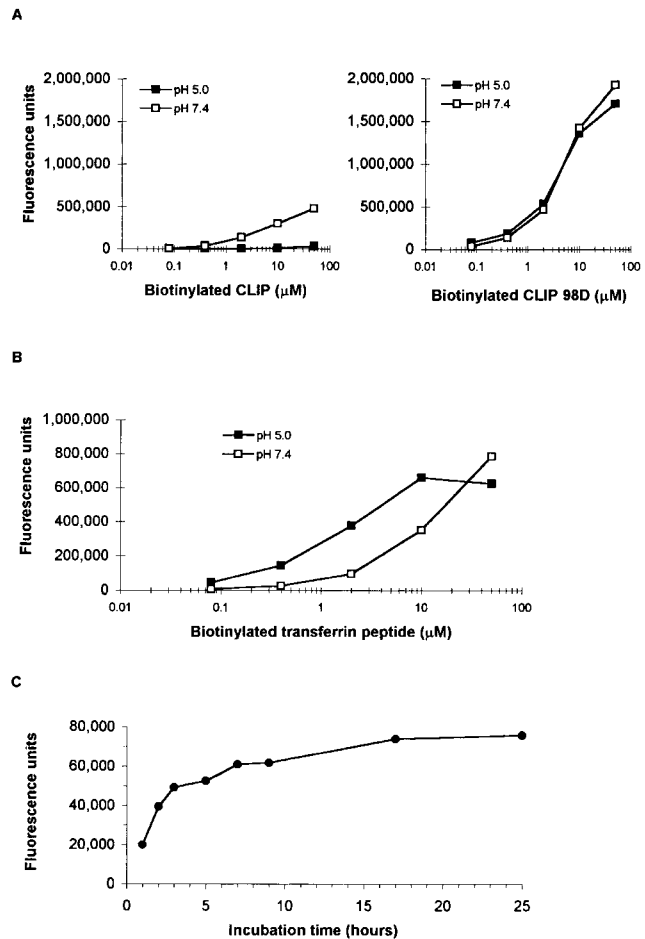 A
Fluorescence units
2,000,000
1,500,000
1,000,000
500,000
0
pH 5.0
pH 7.4
0.01 0.1 1 10 100
Biotinylated CLIP (μM)
2,000,000
1,500,000
1,000,000
500,000
0
pH 5.0
pH 7.4
0.01 0.1 1 10 100
Biotinylated CLIP 98D (μM)
B
Fluorescence units
1,000,000
800,000
600,000
400,000
200,000
0
pH 5.0
pH 7.4
0.01 0.1 1 10 100
Biotinylated transferrin peptide (μM)
C
Fluorescence units
80,000
60,000
40,000
20,000
0
0 5 10 15 20 25
Incubation time (hours)